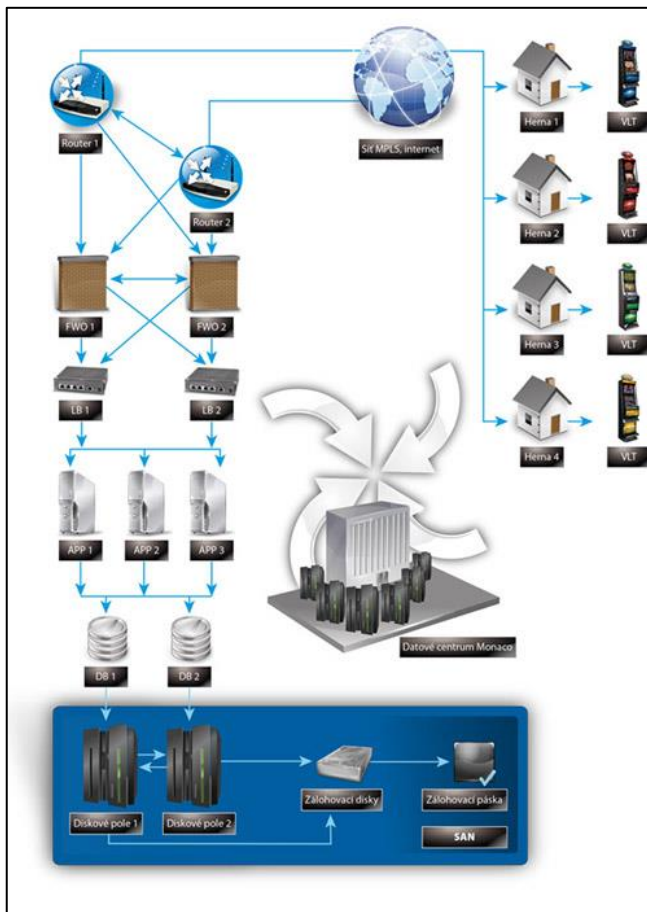 Router 1
Síť MPLS, internet
Herna 1
VLT
Router 2
Herna 2
VLT
FWO 1
FWO 2
Herna 3
VLT
LB 1
LB 2
Herna 4
VLT
APP 1
APP 2
APP 3
Datové centrum Monaco
DB 1
DB 2
Diskové pole 1
Diskové pole 2
Zálohovací disky
Zálohovací páska
SAN